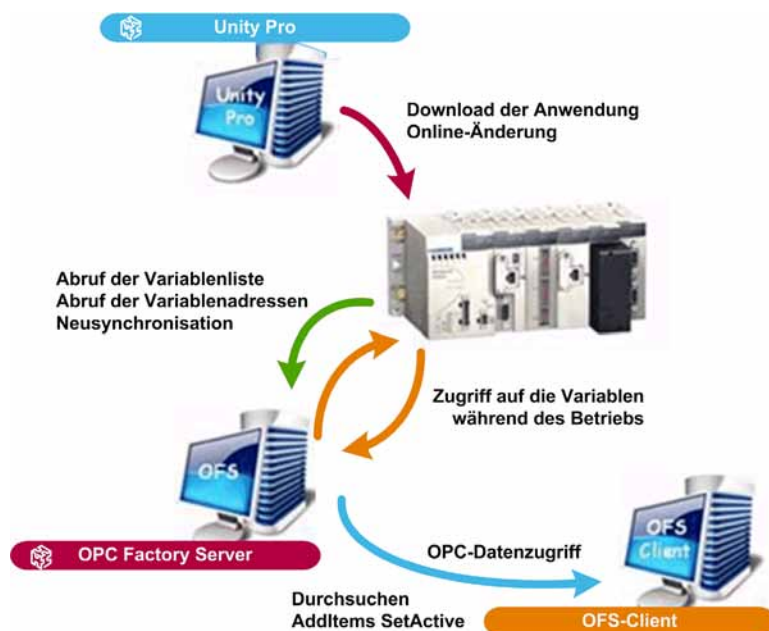 Unity Pro
Unity
Pro
Download der Anwendung
Online-Änderung
Abruf der Variablenliste
Abruf der Variablenadressen
Neusynchronisation
Zugriff auf die Variablen
während des Betriebs
OFS
OPC Factory Server
OPC-Datenzugriff
OFS
Client
Durchsuchen
AddItems SetActive
OFS-Client